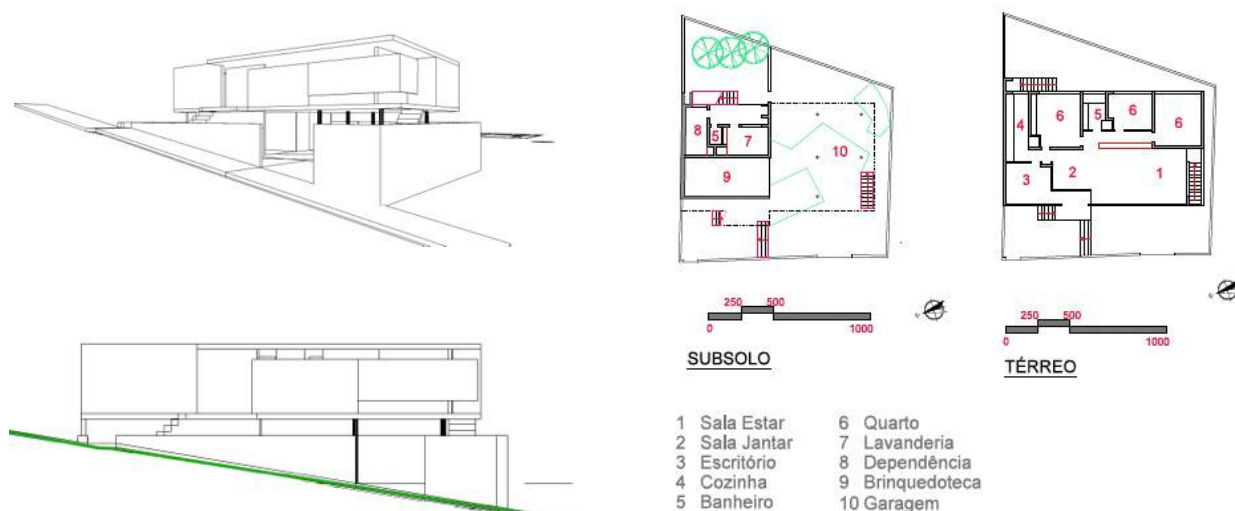 8
5
7
10
9
250 500
0 1000
SUBSOLO
4
6
5
6
6
3
2
1
250 500
0 1000
TÉRREO
1 Sala Estar
2 Sala Jantar
3 Escritório
4 Cozinha
5 Banheiro
6 Quarto
7 Lavanderia
8 Dependência
9 Brinquedoteca
10 Garagem